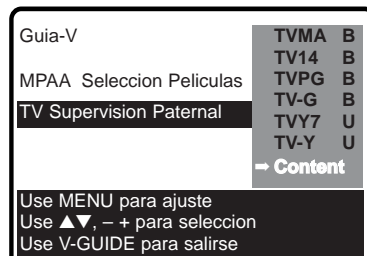 Guia-V
MPAA Seleccion Peliculas
TV Supervision Paternal
TVMA B
TV14 B
TVPG B
TV-G B
TVY7 U
TV-Y U
➡ Content
Use MENU para ajuste
Use ▲▼, – + para seleccion
Use V-GUIDE para salirse